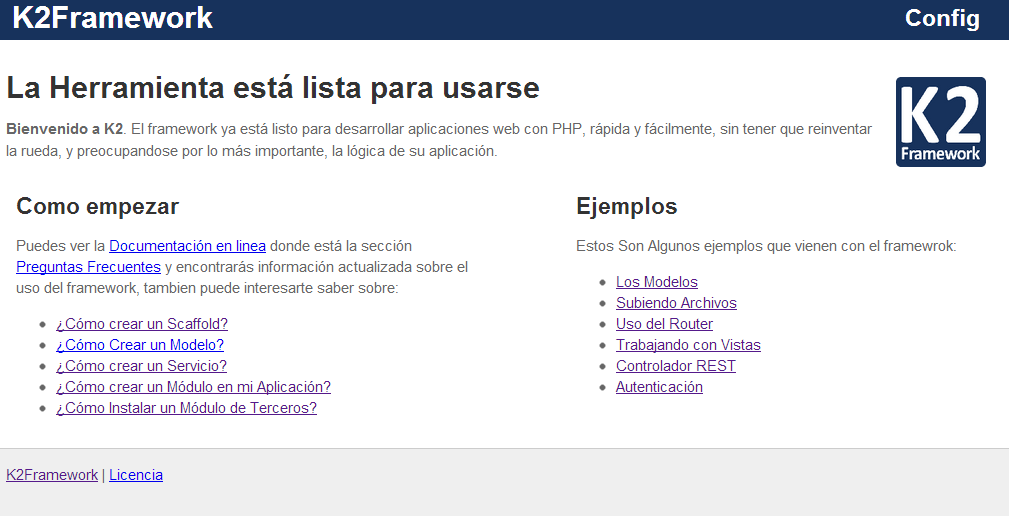 K2Framework
Config
La Herramienta está lista para usarse
Bienvenido a K2. El framework ya está listo para desarrollar aplicaciones web con PHP, rápida y fácilmente, sin tener que reinventar
la rueda, y preocupandose por lo más importante, la lógica de su aplicación.
K2
Framework
Como empezar
Puedes ver la Documentación en linea donde está la sección
Preguntas Frecuentes y encontrarás información actualizada sobre el
uso del framework, tambien puede interesarte saber sobre:
¿Cómo crear un Scaffold?
¿Cómo Crear un Modelo?
¿Cómo crear un Servicio?
¿Cómo crear un Módulo en mi Aplicación?
¿Cómo Instalar un Módulo de Terceros?
Ejemplos
Estos Son Algunos ejemplos que vienen con el framewrok:
Los Modelos
Subiendo Archivos
Uso del Router
Trabajando con Vistas
Controlador REST
Autenticación
K2Framework | Licencia